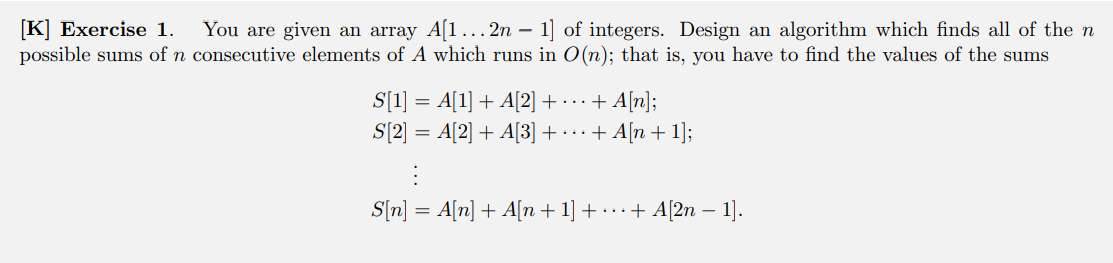 [K] Exercise 1. You are given an array A[1 . . . 2n − 1] of integers. Design an algorithm which finds all of the n
possible sums of n consecutive elements of A which runs in O(n); that is, you have to find the values of the sums
S[1] = A[1] + A[2] + · · · + A[n];
S[2] = A[2] + A[3] + · · · + A[n + 1];
⋮
S[n] = A[n] + A[n + 1] + · · · + A[2n − 1].